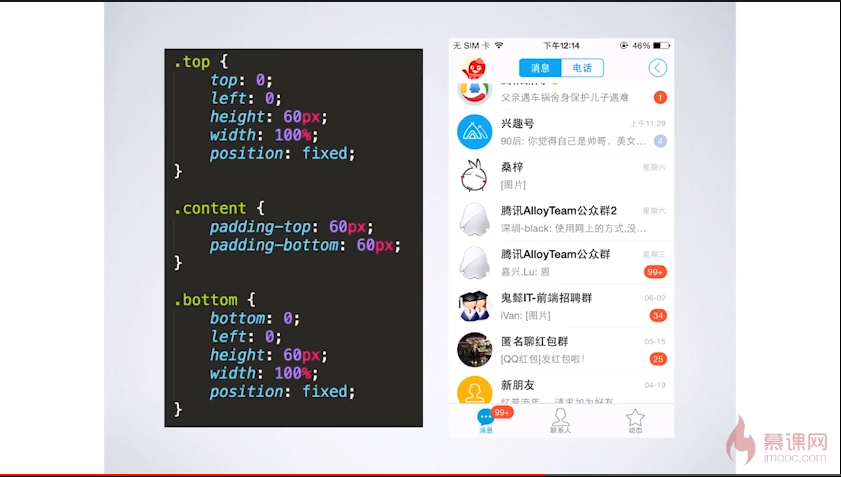 .top {
top: 0;
left: 0;
height: 60px;
width: 100%;
position: fixed;
}
.content {
padding-top: 60px;
padding-bottom: 60px;
}
.bottom {
bottom: 0;
left: 0;
height: 60px;
width: 100%;
position: fixed;
}
无 SIM 卡 下午12:14 46%
消息 电话
父亲遇车祸舍身保护儿子遇难 1
兴趣号 上午11:29
90后: 你觉得自己是帅哥、美女... 4
桑梓 星期六
[图片]
腾讯AlloyTeam公众群2 星期六
深圳-black: 使用网上的方式,没...
腾讯AlloyTeam公众群 星期三
嘉兴.Lu: 恩 99+
鬼懿IT-前端招聘群 06-02
iVan: [图片] 34
匿名聊红包群 05-15
[QQ红包]发红包啦! 25
新朋友 04-19
99+
消息 联系人 动态
慕课网
imooc.com